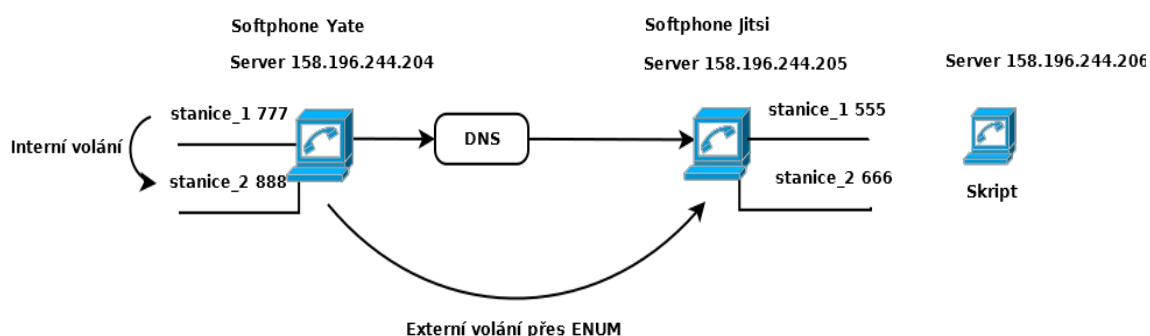 Softphone Yate
Server 158.196.244.204
Softphone Jitsi
Server 158.196.244.205
Server 158.196.244.206
stanice_1 777
stanice_1 555
Interní volání
DNS
stanice_2 888
stanice_2 666
Skript
Externí volání přes ENUM